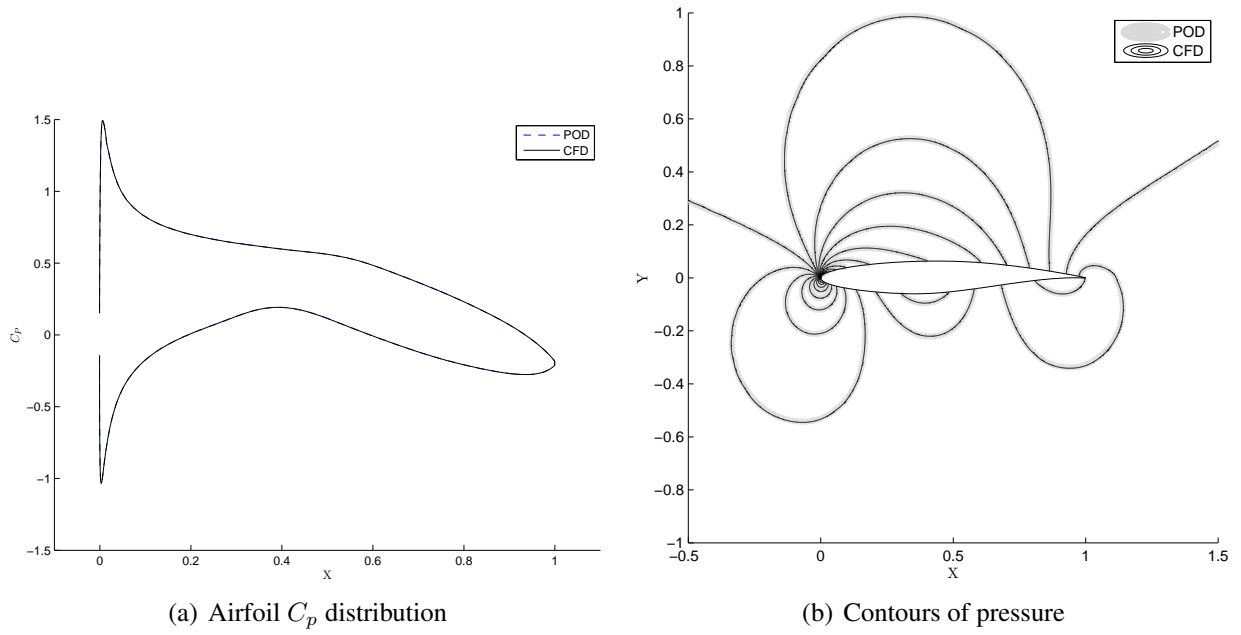 1.5
1
0.5
0
−0.5
−1
−1.5
0
0.2
0.4
0.6
0.8
1
X
C_p
POD
CFD
(a) Airfoil C_p distribution
1
0.8
0.6
0.4
0.2
0
−0.2
−0.4
−0.6
−0.8
−1
−0.5
0
0.5
1
1.5
X
Y
POD
CFD
(b) Contours of pressure